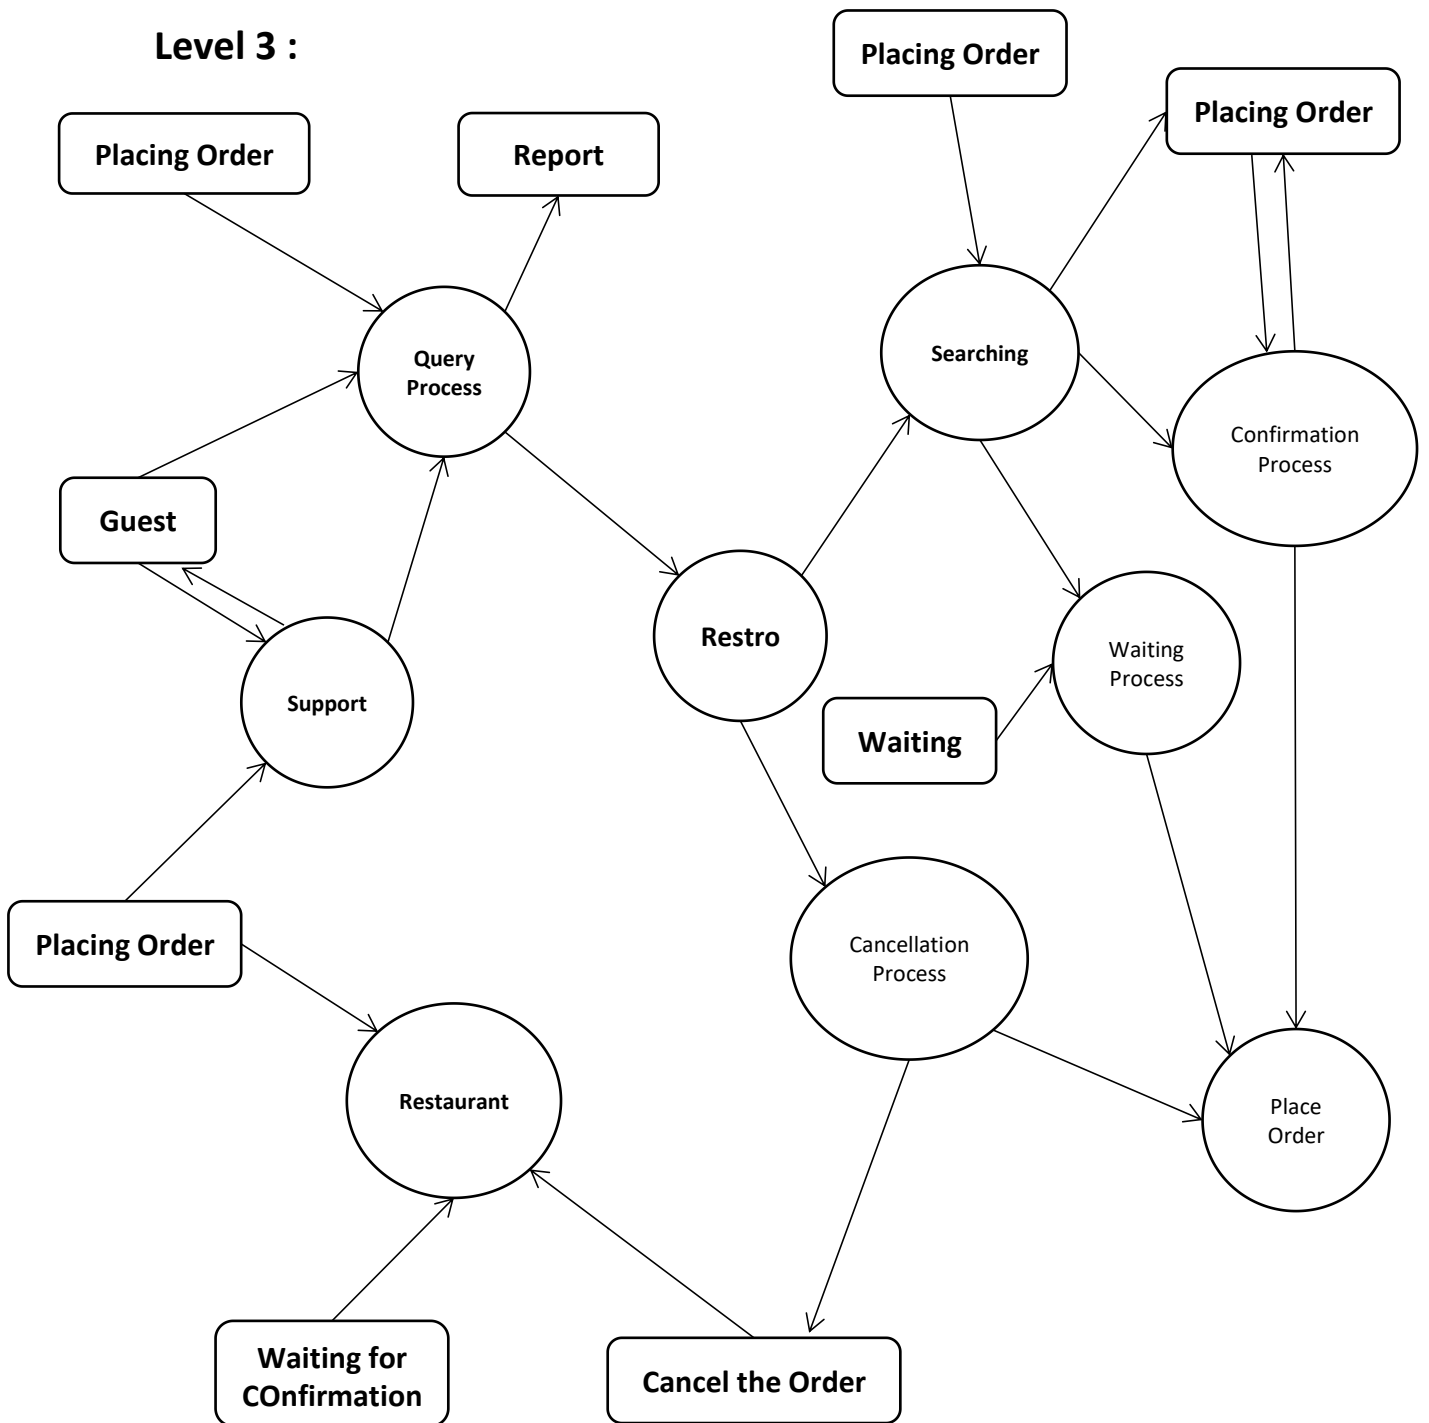 Level 3 :
Placing Order
Placing Order
Placing Order
Report
Query
Process
Searching
Confirmation
Process
Guest
Restro
Waiting
Process
Support
Waiting
Placing Order
Cancellation
Process
Restaurant
Place
Order
Waiting for
COnfirmation
Cancel the Order